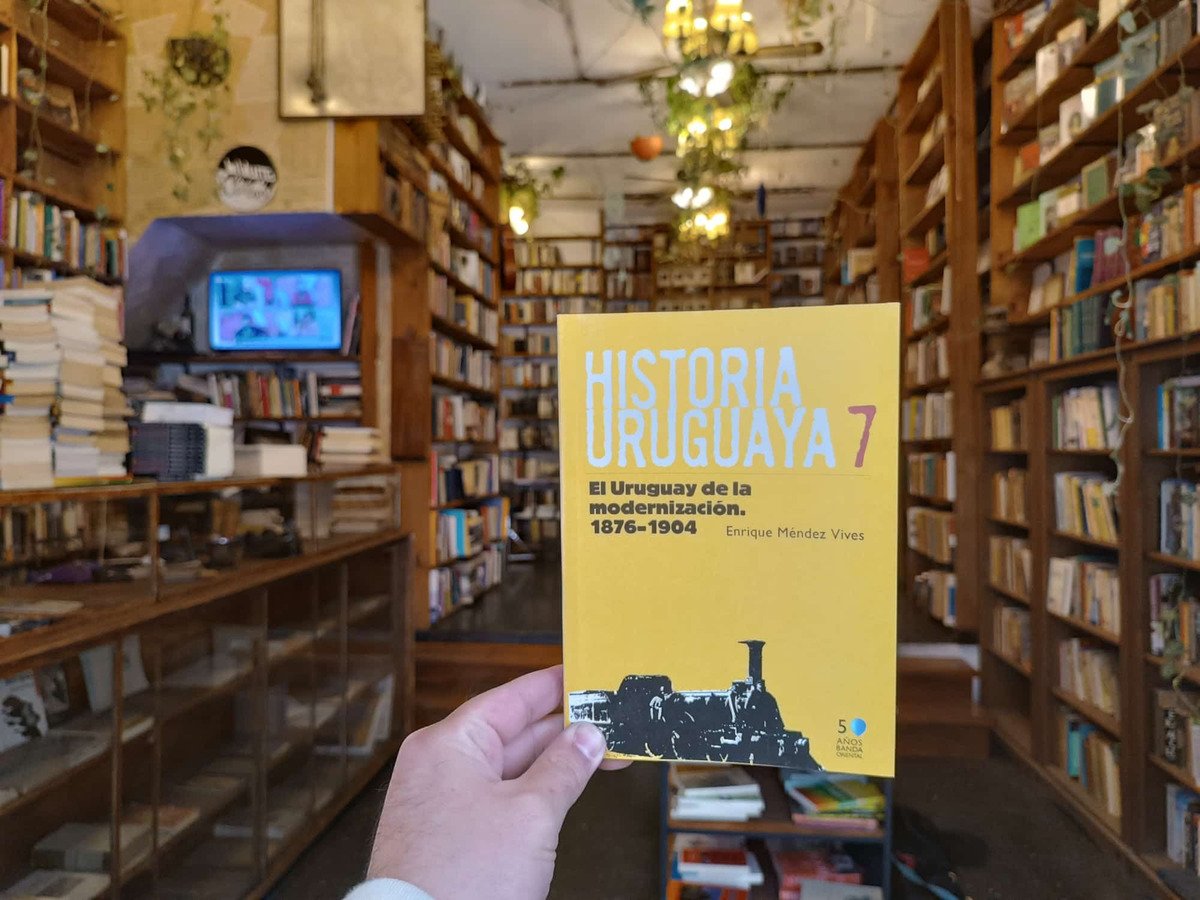 HISTORIA
URUGUAYA 7
El Uruguay de la
modernización.
1876-1904
Enrique Méndez Vives
50
AÑOS
BANDA
ORIENTAL